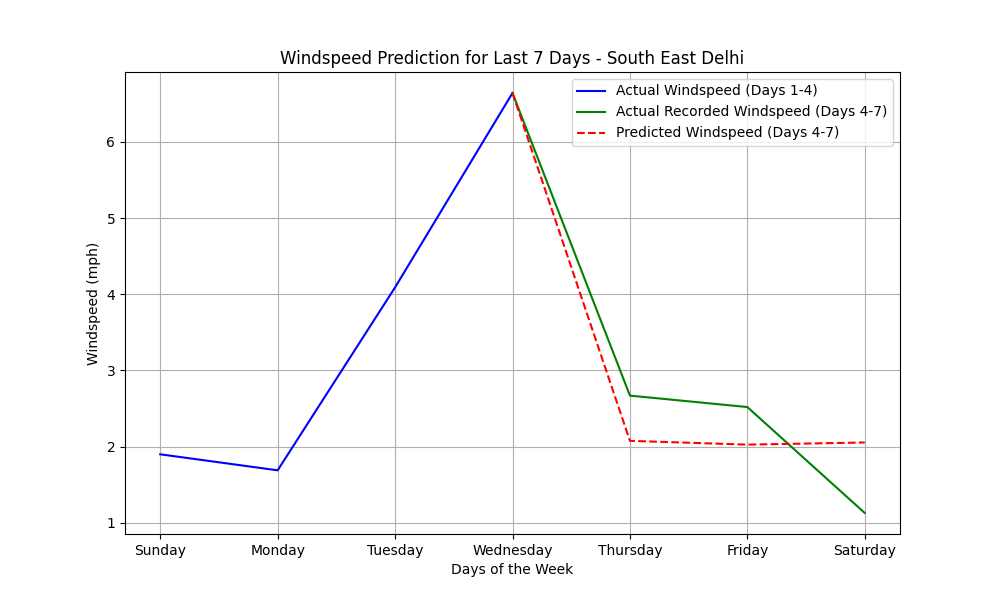 Windspeed Prediction for Last 7 Days - South East Delhi
Actual Windspeed (Days 1-4)
Actual Recorded Windspeed (Days 4-7)
Predicted Windspeed (Days 4-7)
Windspeed (mph)
6
5
4
3
2
1
Sunday Monday Tuesday Wednesday Thursday Friday Saturday
Days of the Week